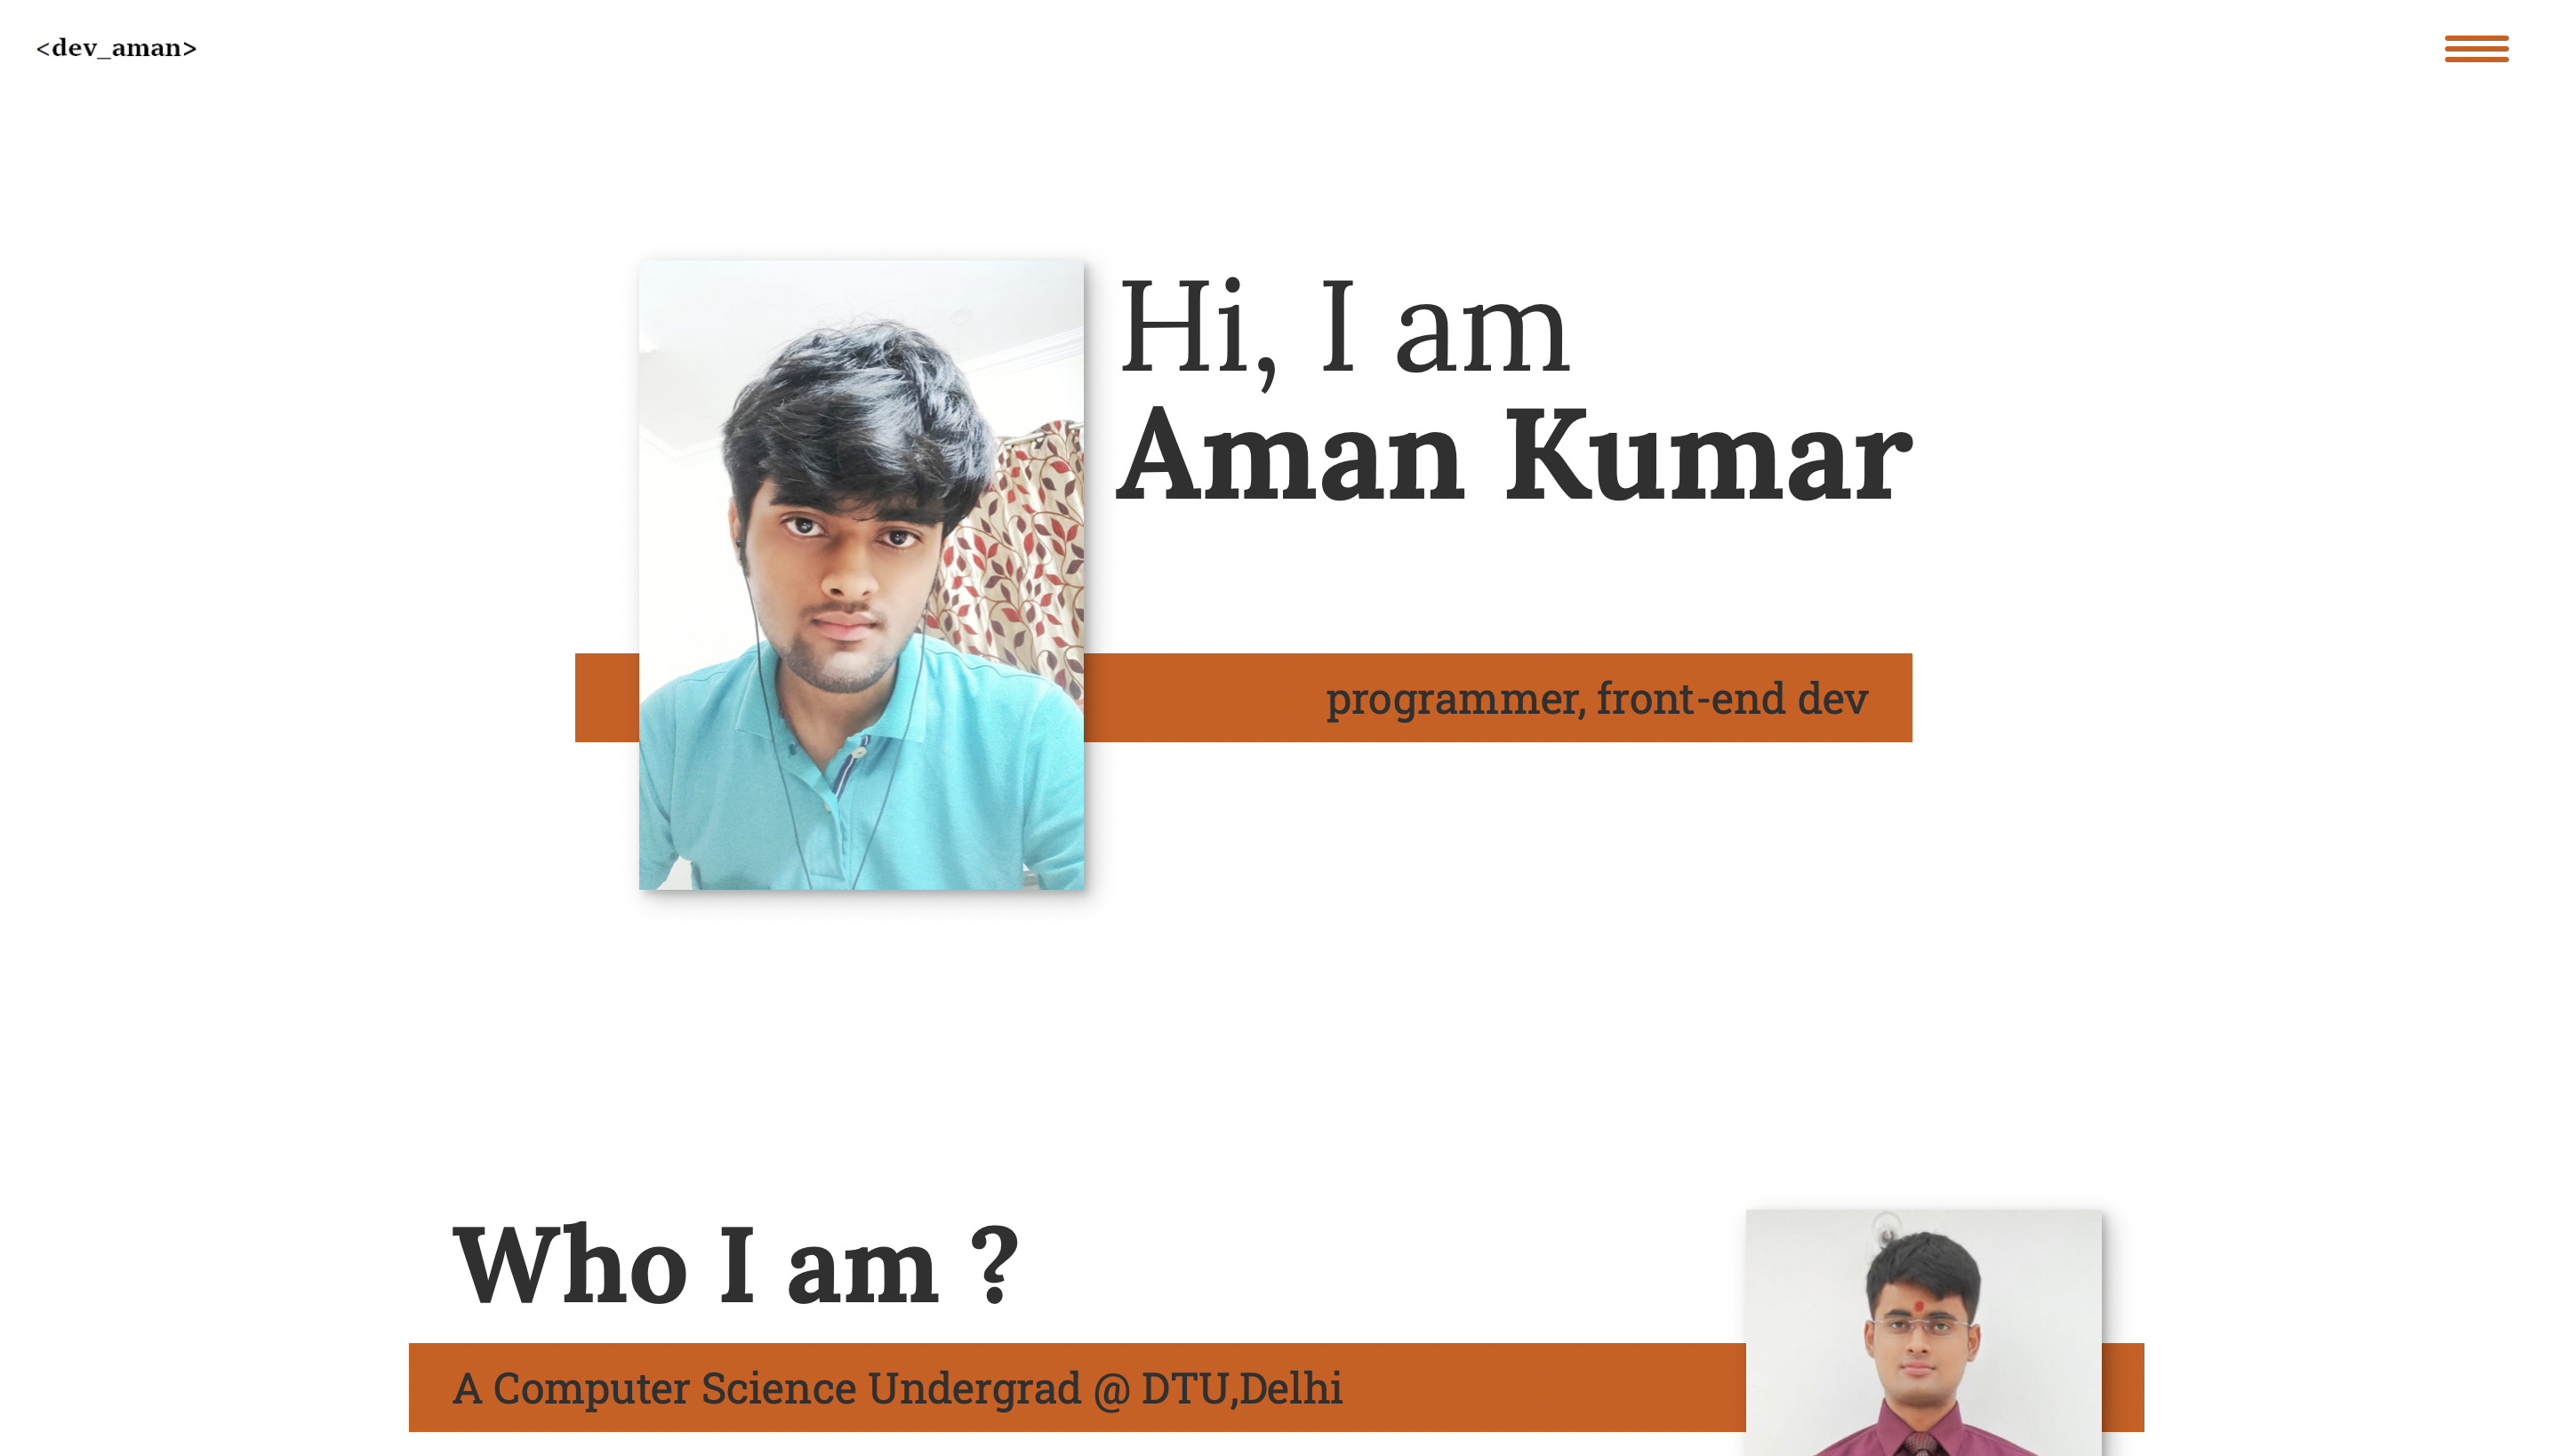 <dev_aman>
Hi, I am
Aman Kumar
programmer, front-end dev
Who I am ?
A Computer Science Undergrad @ DTU,Delhi